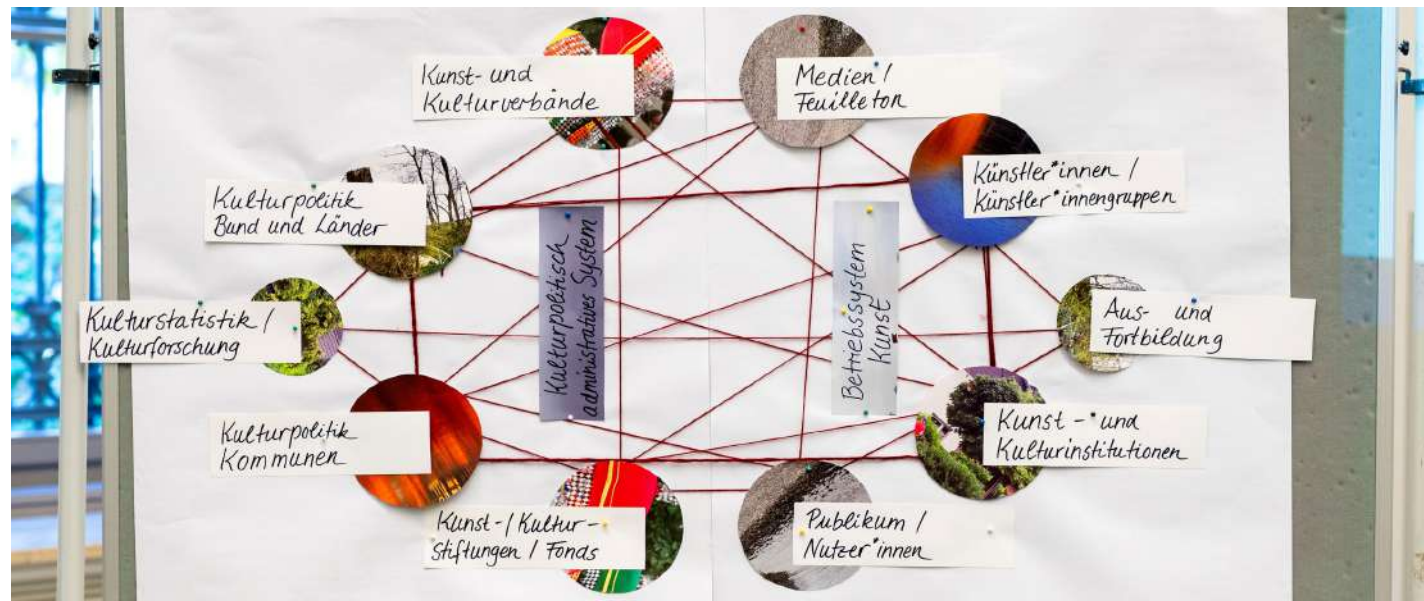 Kunst- und
Kulturverbände
Medien /
Feuilleton
Künstler*innen /
Künstler*innengruppen
Kulturpolitik
Bund und Länder
Kulturpolitisch
administratives System
Betriebssystem
Kunst
Kulturstatistik /
Kulturforschung
Aus- und
Fortbildung
Kulturpolitik
Kommunen
Kunst- und
Kulturinstitutionen
Kunst-/Kultur-
stiftungen / Fonds
Publikum /
Nutzer*innen